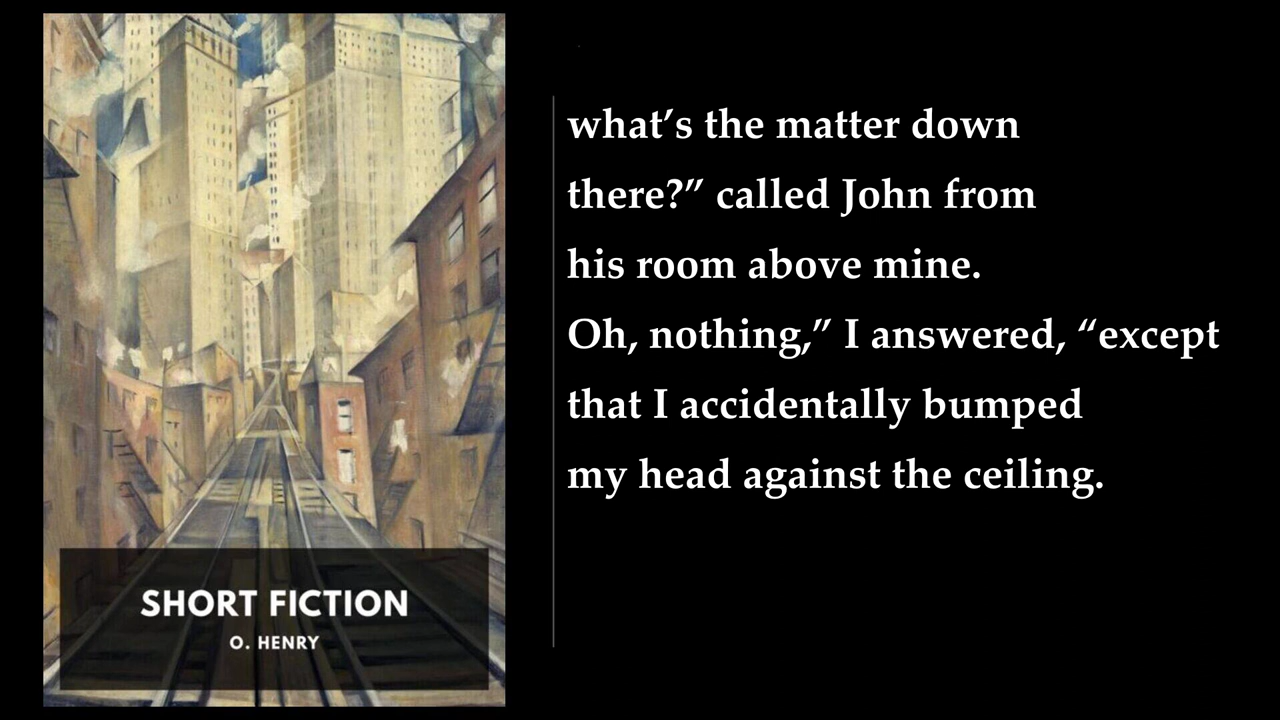 SHORT FICTION
O. HENRY
what’s the matter down
there?” called John from
his room above mine.
Oh, nothing,” I answered, “except
that I accidentally bumped
my head against the ceiling.